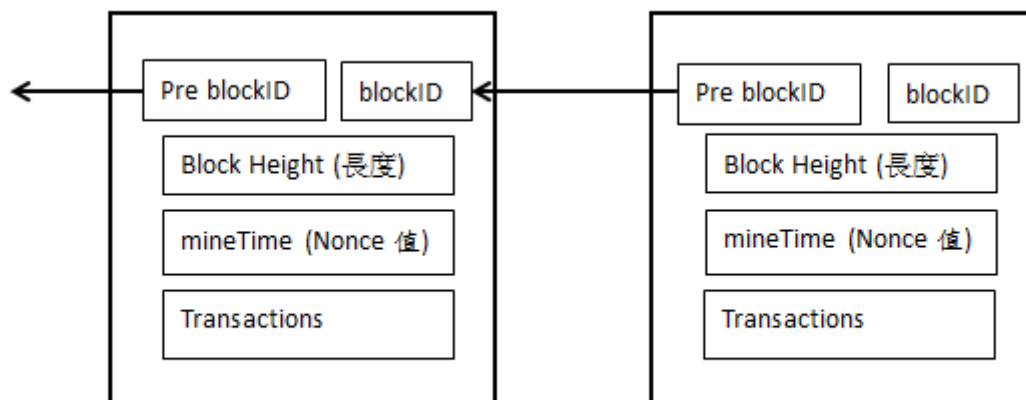 Pre blockID
blockID
Block Height (長度)
mineTime (Nonce 值)
Transactions
Pre blockID
blockID
Block Height (長度)
mineTime (Nonce 值)
Transactions